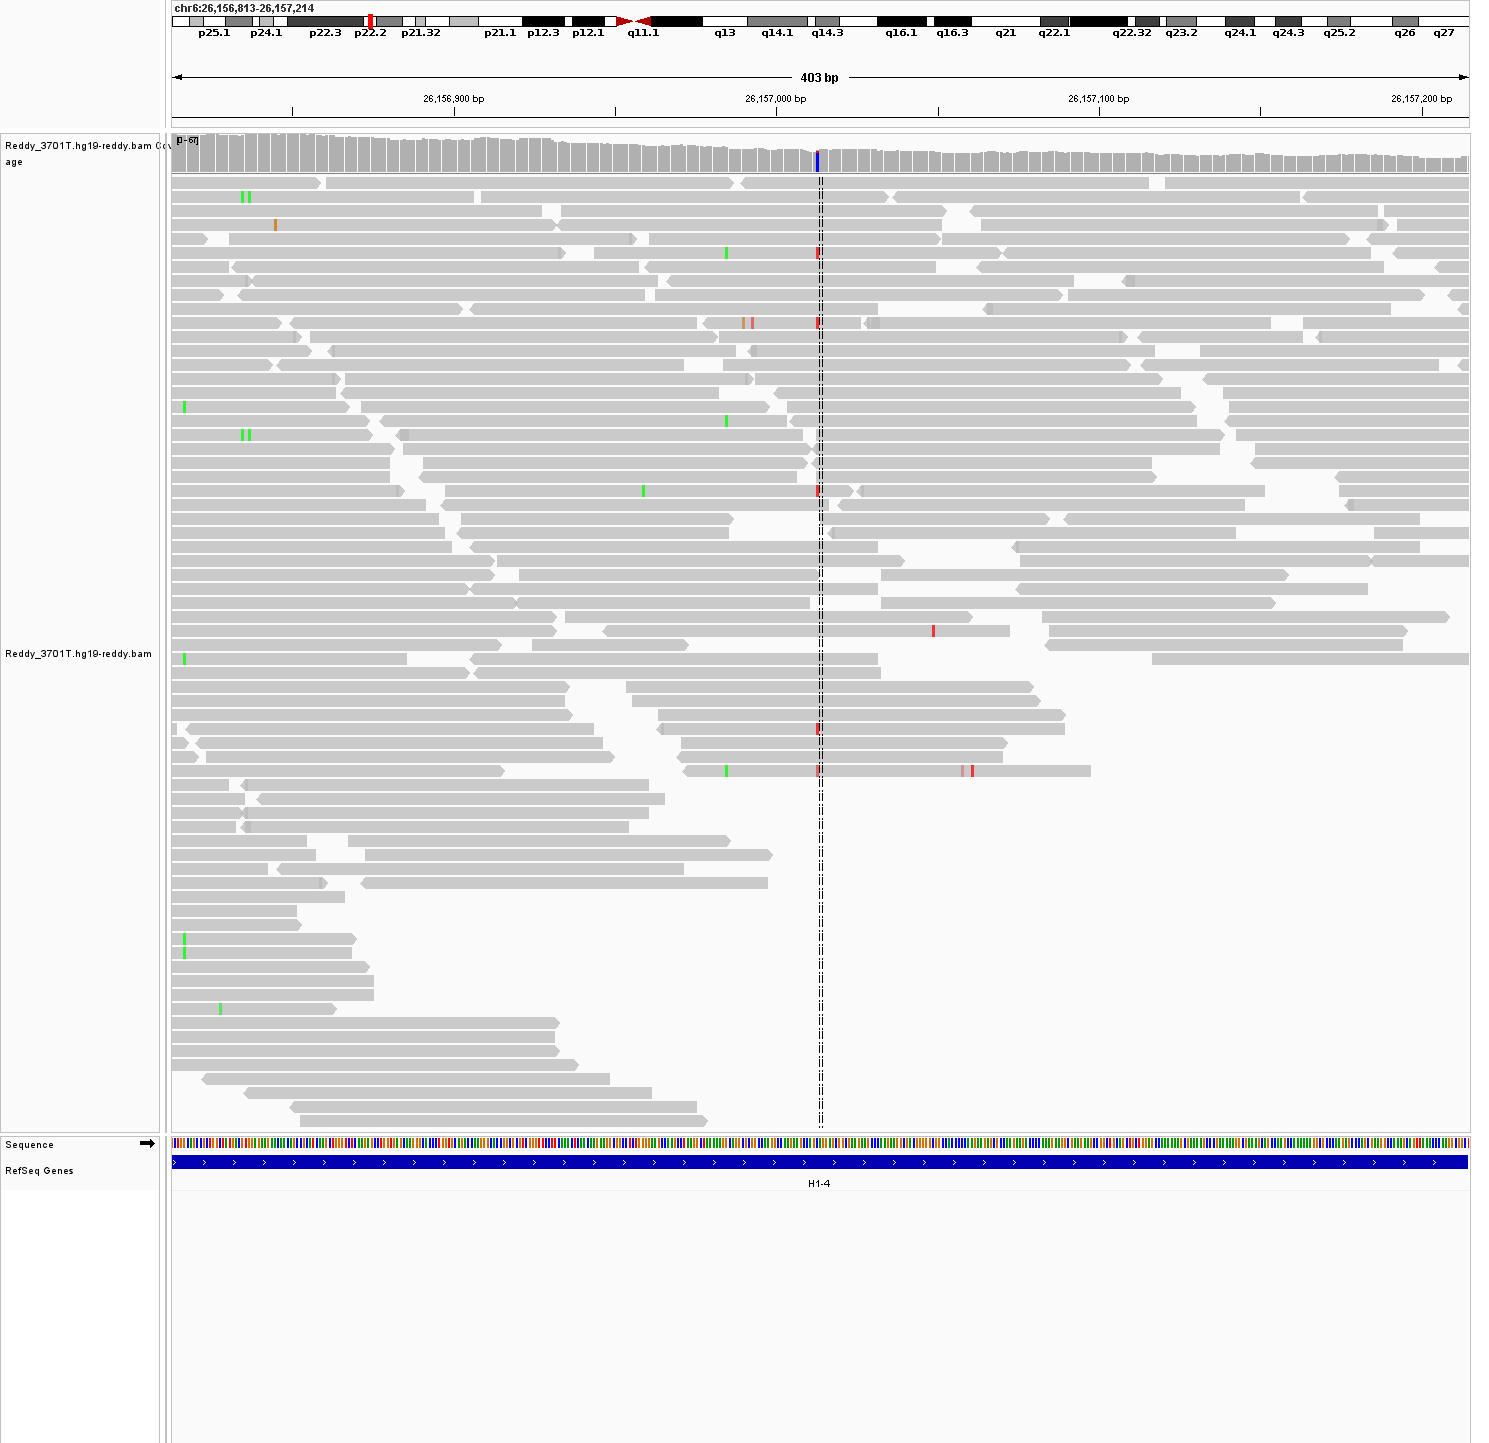 chr6:26,156,813-26,157,214
p25.1 p24.1 p22.3 p22.2 p21.32 p21.1 p12.3 p12.1 q11.1 q13 q14.1 q14.3 q16.1 q16.3 q21 q22.1 q22.32 q23.2 q24.1 q24.3 q25.2 q26 q27
403 bp
26,156,900 bp 26,157,000 bp 26,157,100 bp 26,157,200 bp
[0 - 67]
Reddy_3701T.hg19-reddy.bam Cov
age
Reddy_3701T.hg19-reddy.bam
Sequence
RefSeq Genes
H1-4